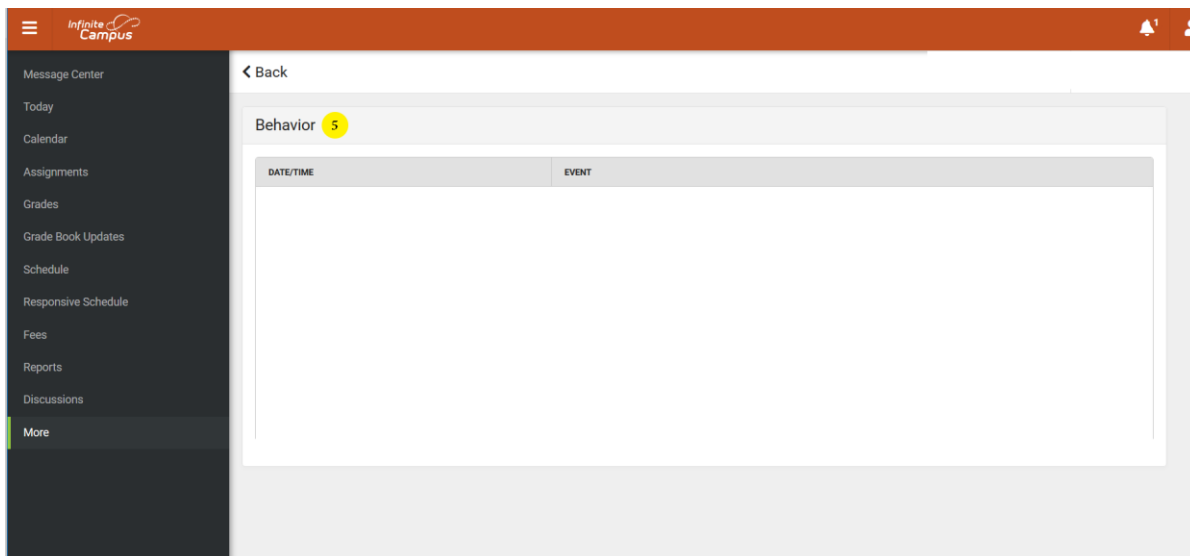 Infinite
Campus
1
Message Center
Today
Calendar
Assignments
Grades
Grade Book Updates
Schedule
Responsive Schedule
Fees
Reports
Discussions
More
Back
Behavior 5
DATE/TIME EVENT